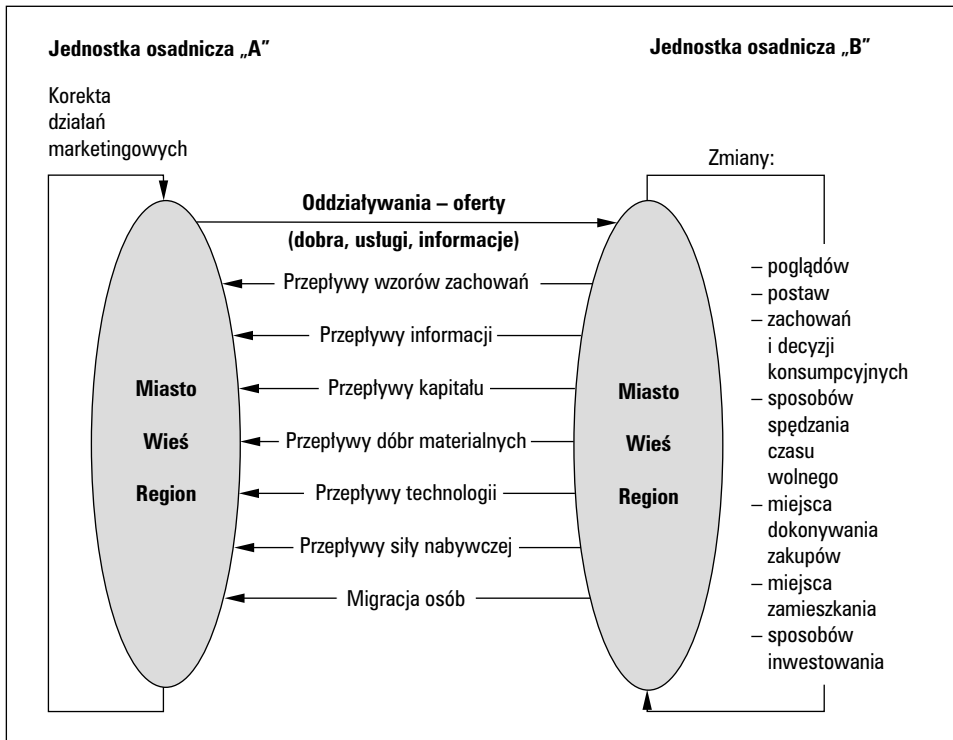 Jednostka osadnicza „A”
Jednostka osadnicza „B”
Korekta
działań
marketingowych
Zmiany:
Oddziaływania – oferty
(dobra, usługi, informacje)
Przepływy wzorów zachowań
Przepływy informacji
Przepływy kapitału
Przepływy dóbr materialnych
Przepływy technologii
Przepływy siły nabywczej
Migracja osób
Miasto
Wieś
Region
Miasto
Wieś
Region
– poglądów
– postaw
– zachowań
i decyzji
konsumpcyjnych
– sposobów
spędzania
czasu
wolnego
– miejsca
dokonywania
zakupów
– miejsca
zamieszkania
– sposobów
inwestowania